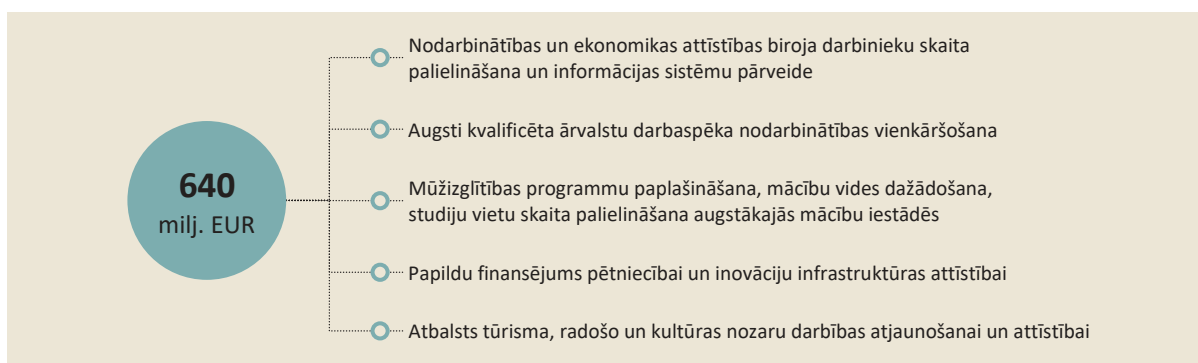 Nodarbinātības un ekonomikas attīstības biroja darbinieku skaita
palielināšana un informācijas sistēmu pārveide
Augsti kvalificēta ārvalstu darbaspēka nodarbinātības vienkāršošana
640
milj. EUR
Mūžizglītības programmu paplašināšana, mācību vides dažādošana,
studiju vietu skaita palielināšana augstākajās mācību iestādēs
Papildu finansējums pētniecībai un inovāciju infrastruktūras attīstībai
Atbalsts tūrisma, radošo un kultūras nozaru darbības atjaunošanai un attīstībai